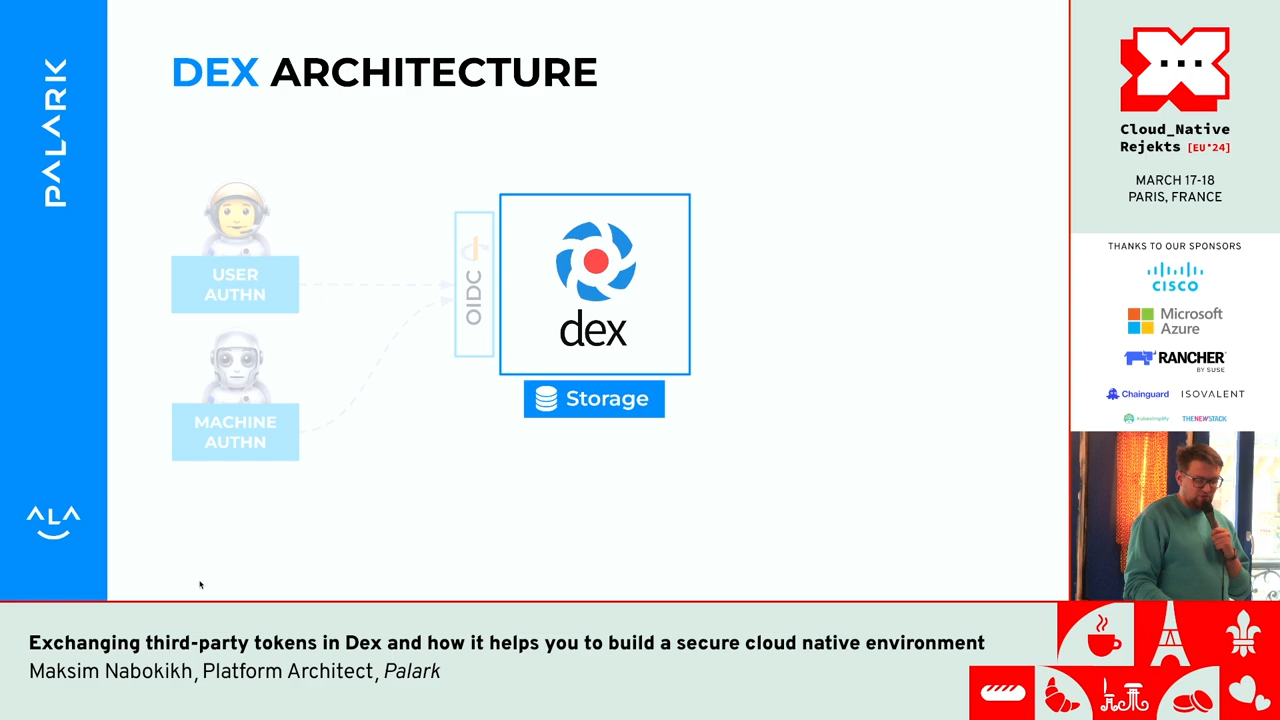 PALARK
DEX ARCHITECTURE
USER
AUTHN
MACHINE
AUTHN
OIDC
dex
Storage
Cloud_Native
Rejekts [EU'24]
MARCH 17-18
PARIS, FRANCE
THANKS TO OUR SPONSORS
CISCO
Microsoft
Azure
RANCHER
BY SUSE
Chainguard
ISOVALENT
Kubesimplify
THENEWSTACK
Exchanging third-party tokens in Dex and how it helps you to build a secure cloud native environment
Maksim Nabokikh, Platform Architect, Palark